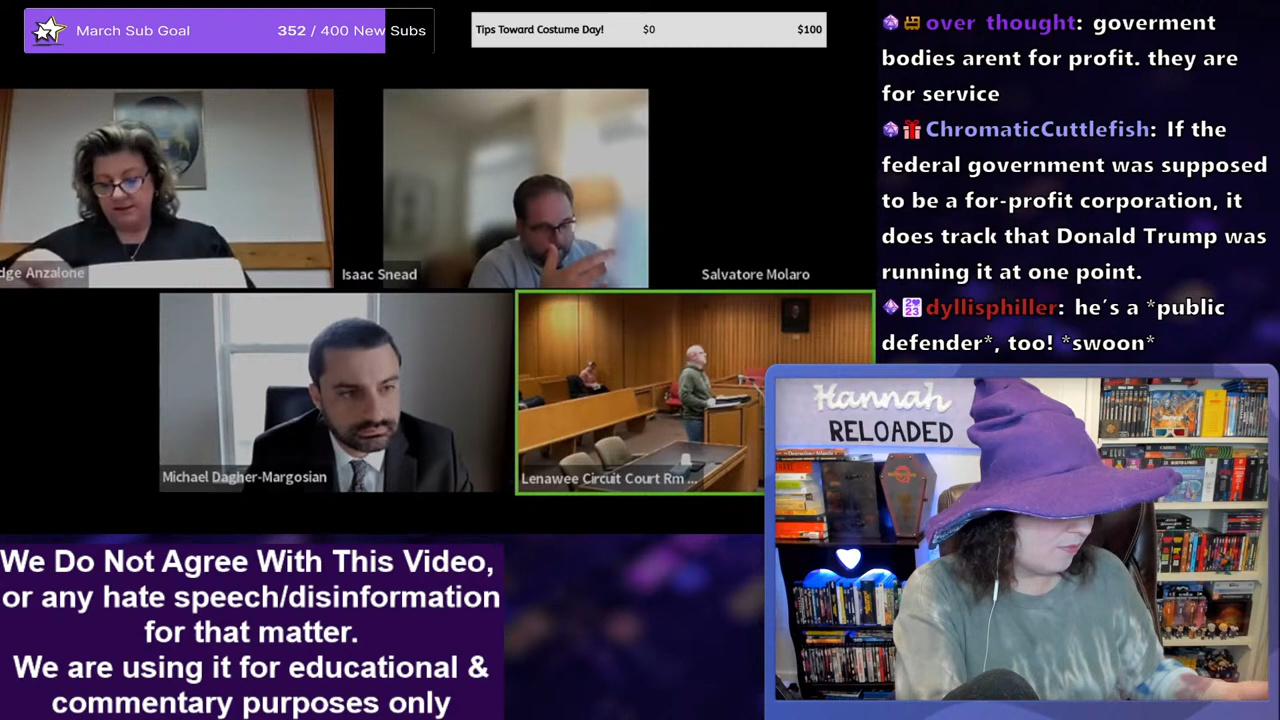 March Sub Goal 352 / 400 New Subs
Tips Toward Costume Day! $0 $100
over thought: goverment
bodies arent for profit. they are
for service
ChromaticCuttlefish: If the
federal government was supposed
to be a for-profit corporation, it
does track that Donald Trump was
running it at one point.
dyllisphiller: he's a *public
defender*, too! *swoon*
dge Anzalone
Isaac Snead
Salvatore Molaro
Michael Dagher-Margosian
Lenawee Circuit Court Rm ...
Hannah
RELOADED
We Do Not Agree With This Video,
or any hate speech/disinformation
for that matter.
We are using it for educational &
commentary purposes only